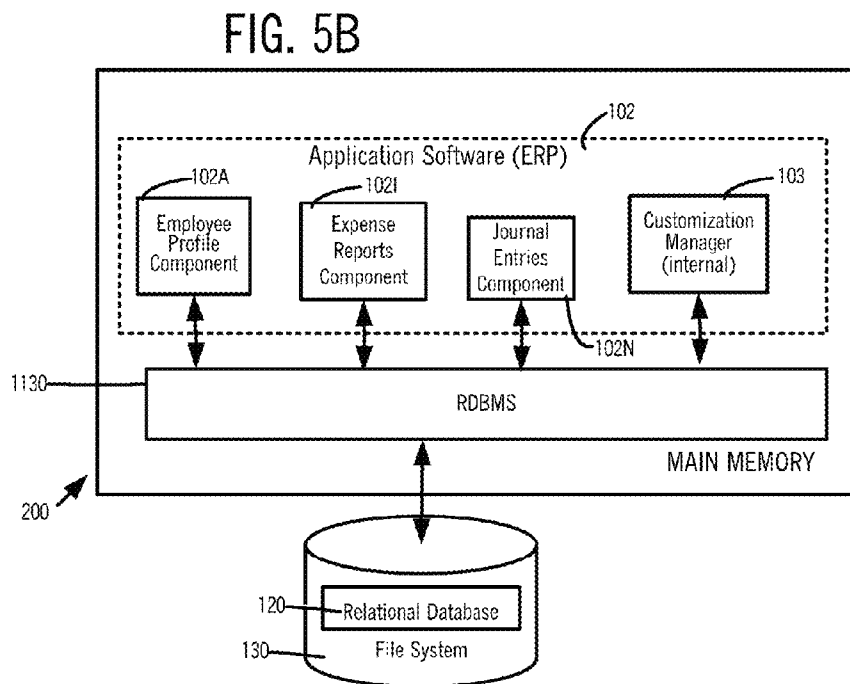 FIG. 5B
102
Application Software (ERP)
102A
Employee
Profile
Component
102I
Expense
Reports
Component
Journal
Entries
Component
102N
103
Customization
Manager
(internal)
1130
RDBMS
MAIN MEMORY
200
120
Relational Database
130
File System